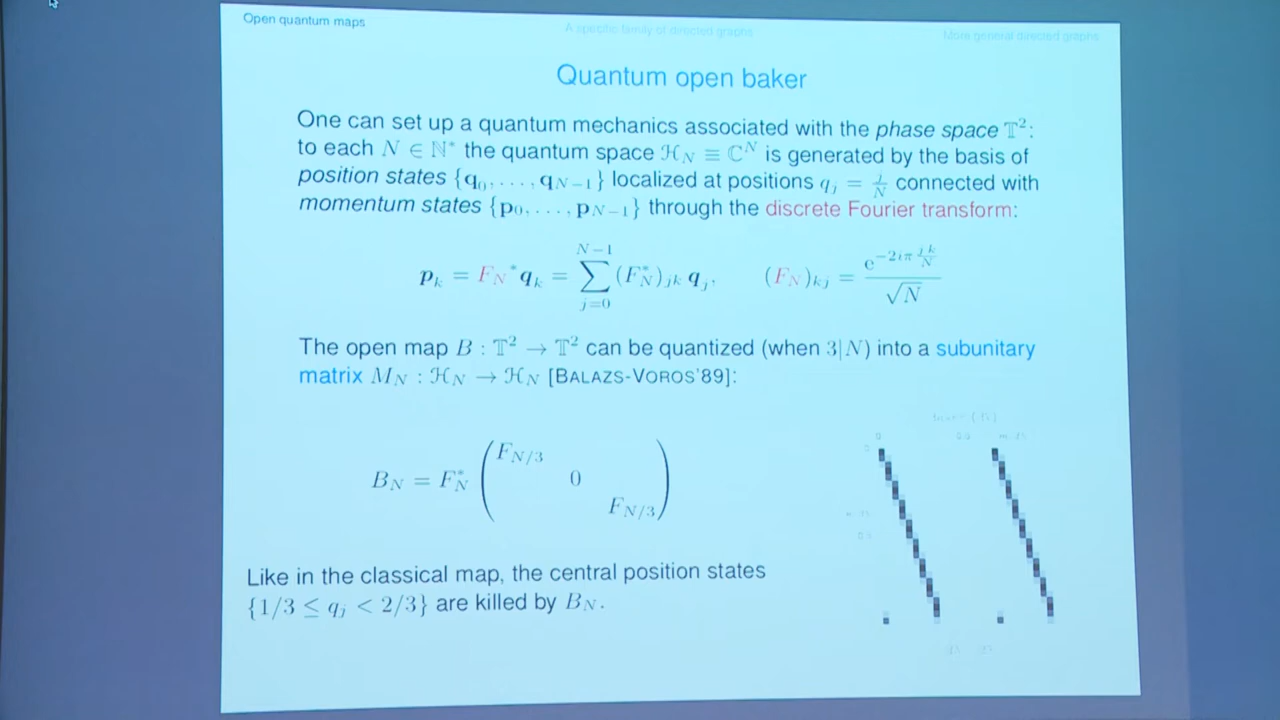 Open quantum maps
A specific family of directed graphs
More general directed graphs
Quantum open baker
One can set up a quantum mechanics associated with the phase space 𝕋²:
to each N ∈ ℕ* the quantum space ℋ_N ≡ ℂ^N is generated by the basis of
position states {q₀, . . . , q_{N−1}} localized at positions q_j = j/N connected with
momentum states {p₀, . . . , p_{N−1}} through the discrete Fourier transform:
p_k = F_N* q_k = ∑_{j=0}^{N−1} (F_N*)_{jk} q_j, (F_N)_{kj} = e^{−2iπ jk/N} / √N
The open map B : 𝕋² → 𝕋² can be quantized (when 3|N) into a subunitary
matrix M_N : ℋ_N → ℋ_N [BALAZS-VOROS'89]:
B_N = F_N* ( F_{N/3} 0 F_{N/3} )
Like in the classical map, the central position states
{1/3 ≤ q_j < 2/3} are killed by B_N.